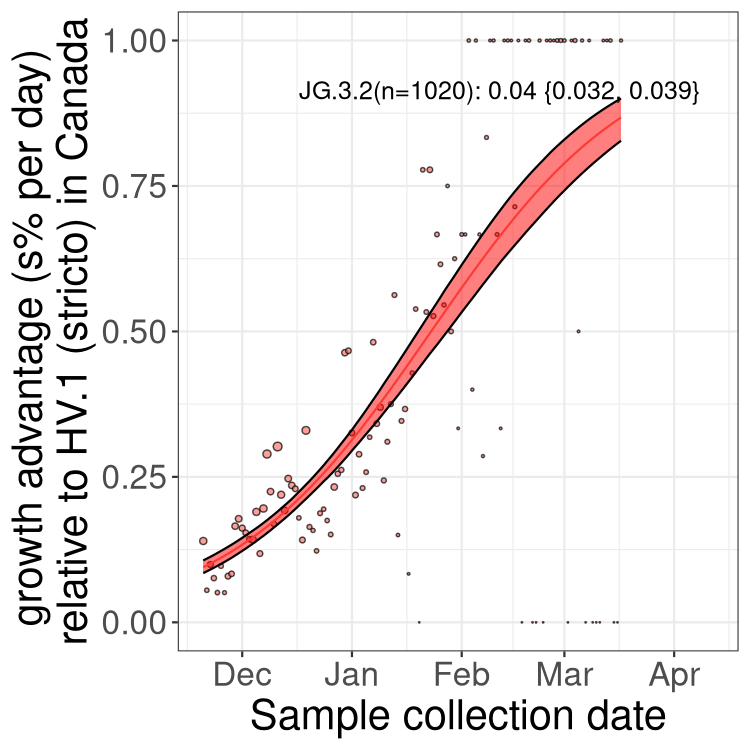 growth advantage (s% per day)
relative to HV.1 (stricto) in Canada
1.00
0.75
0.50
0.25
0.00
JG.3.2(n=1020): 0.04 {0.032, 0.039}
Dec Jan Feb Mar Apr
Sample collection date